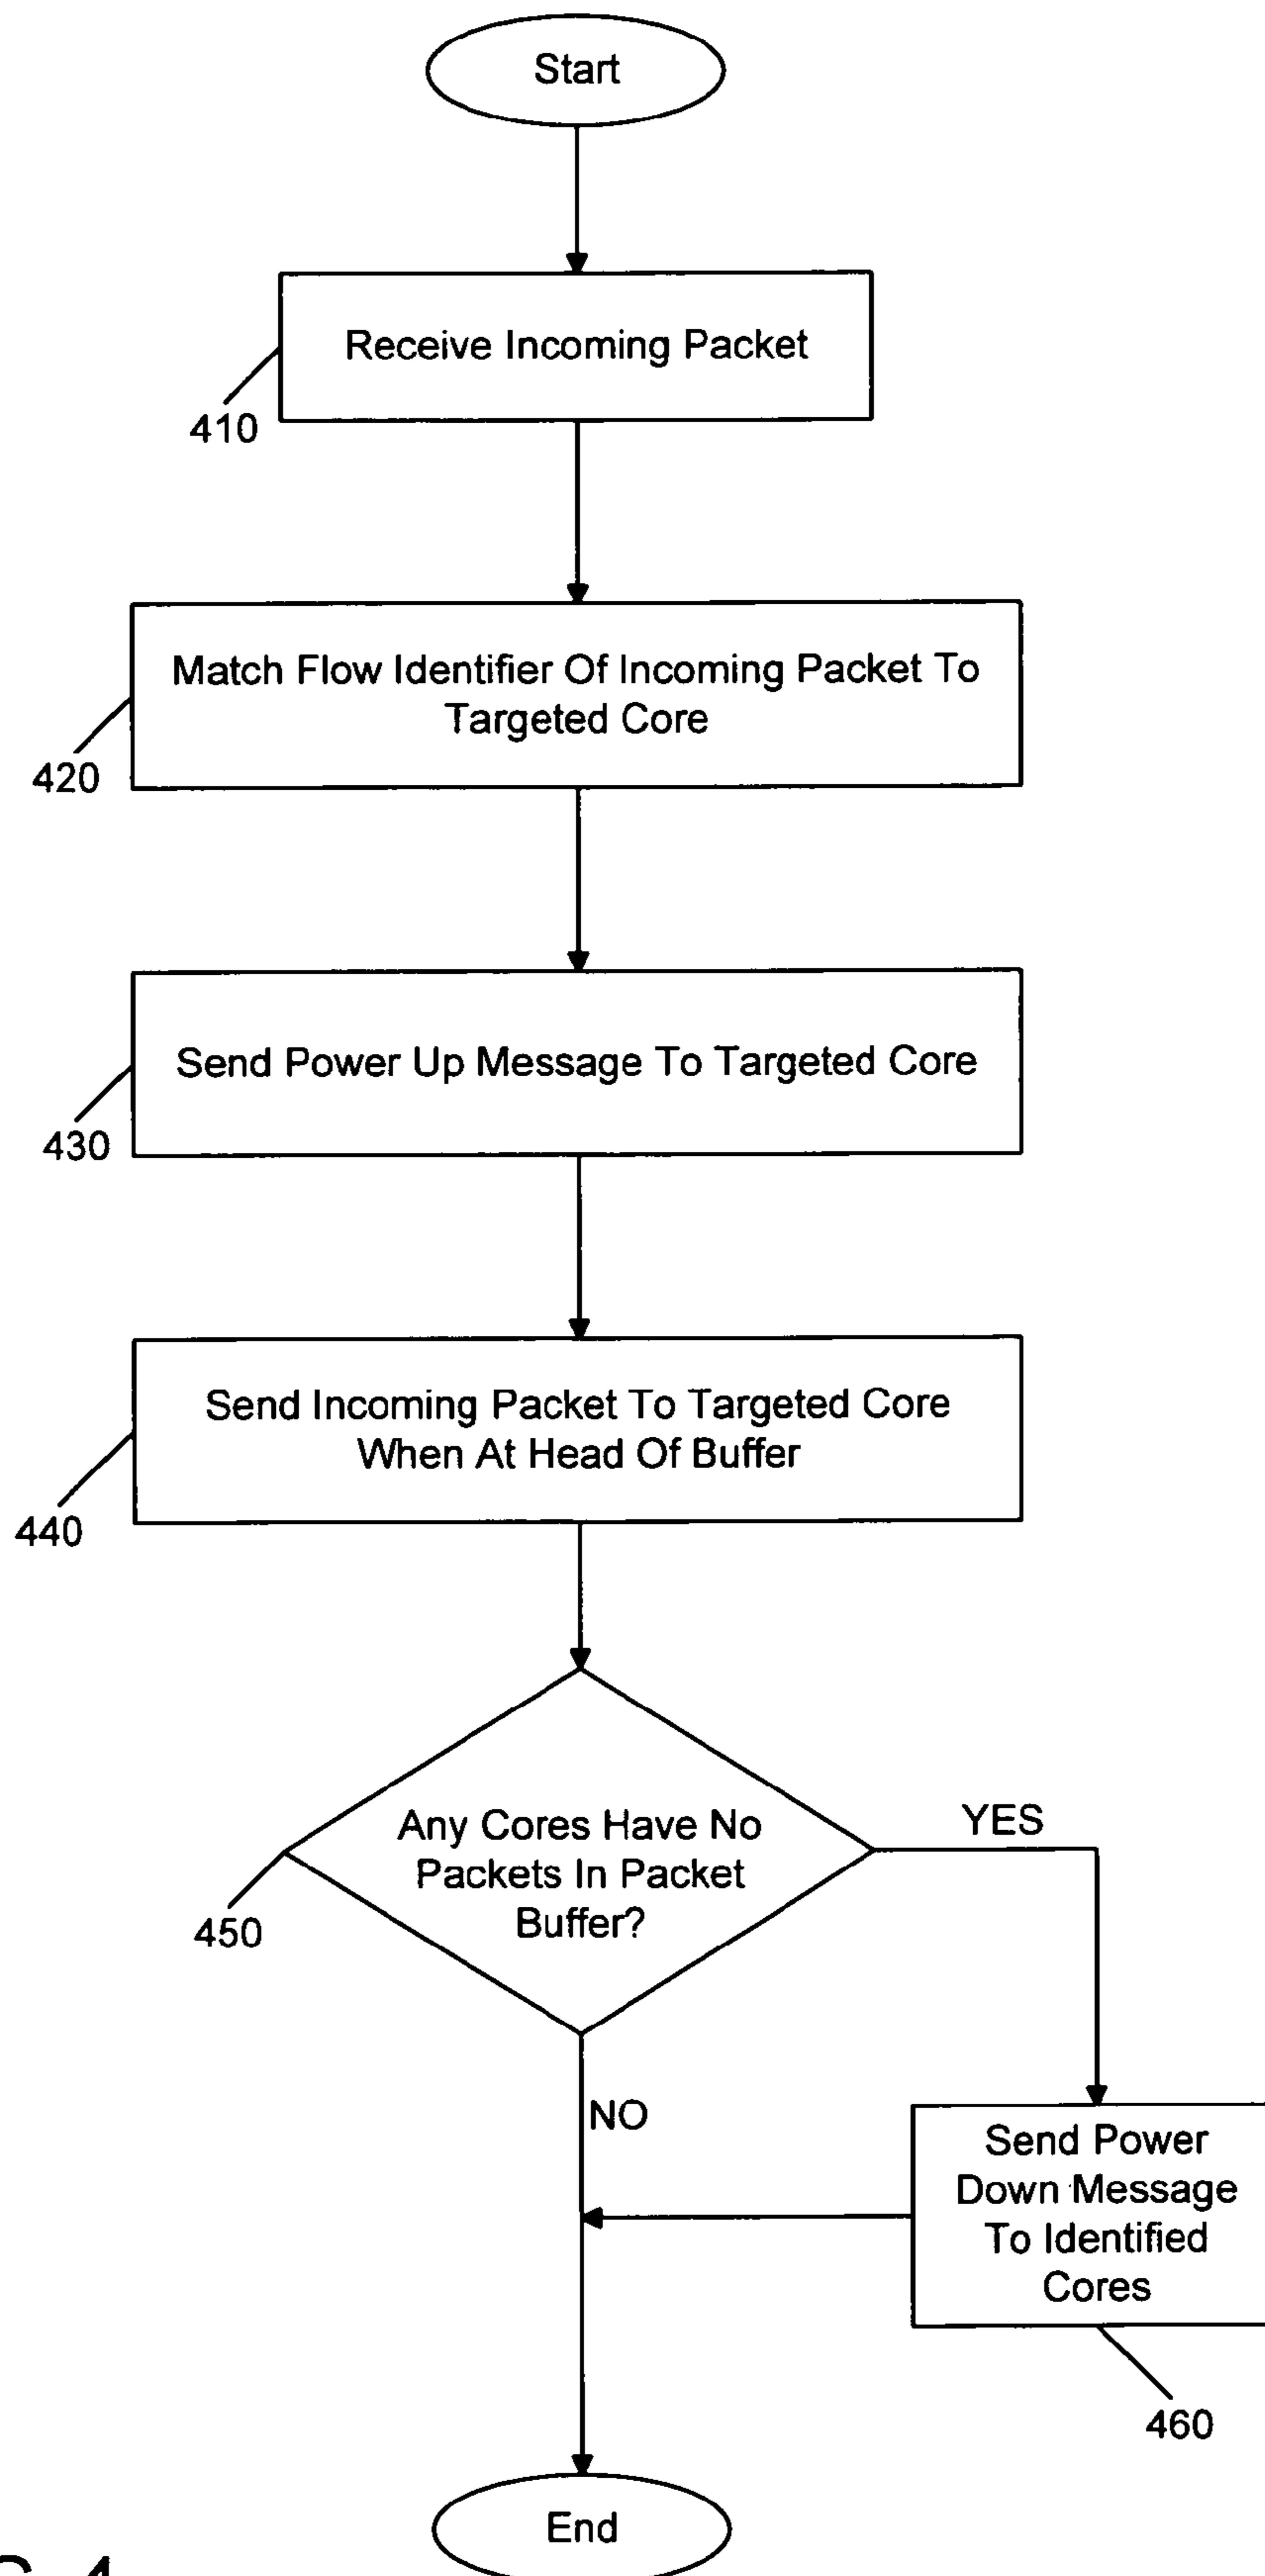 Start
Receive Incoming Packet
410
Match Flow Identifier Of Incoming Packet To
Targeted Core
420
Send Power Up Message To Targeted Core
430
Send Incoming Packet To Targeted Core
When At Head Of Buffer
440
Any Cores Have No
Packets In Packet
Buffer?
450
YES
NO
Send Power
Down Message
To Identified
Cores
460
End